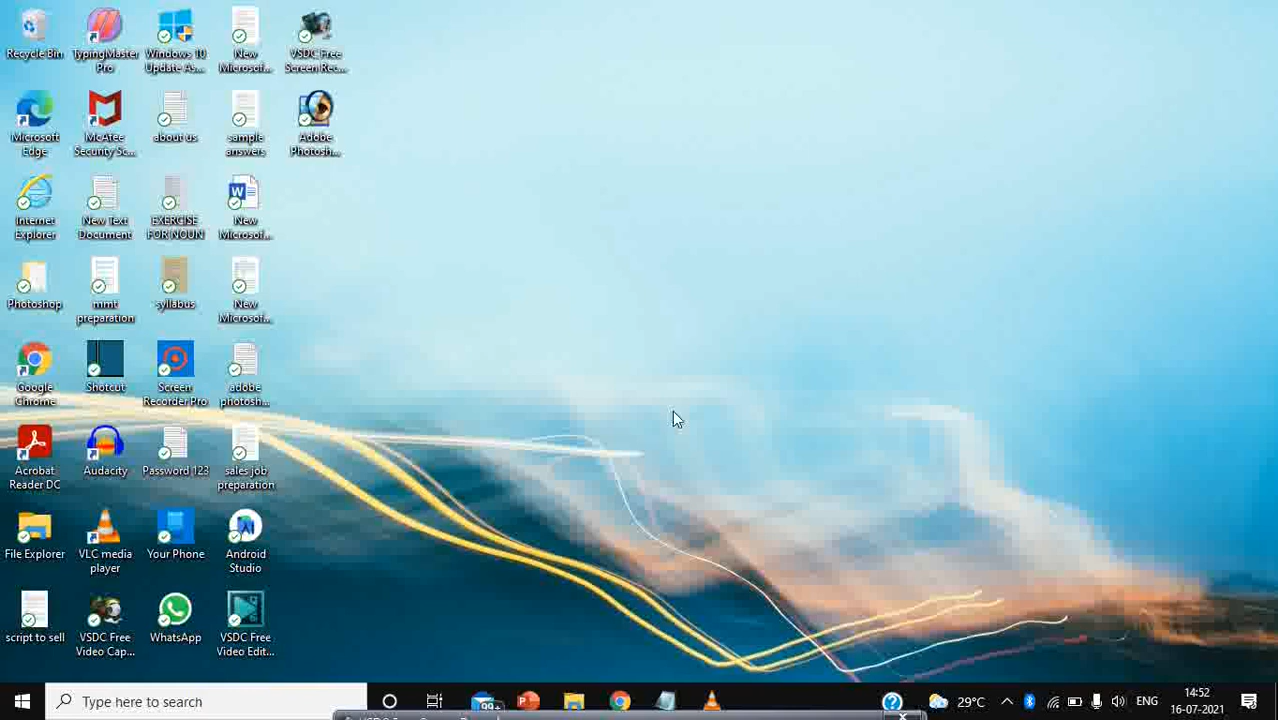 Recycle Bin
TypingMaster
Pro
Windows 10
Update As...
New
Microsof...
VSDC Free
Screen Rec...
Microsoft
Edge
McAfee
Security Sc...
about us
sample
answers
Adobe
Photosh...
Internet
Explorer
New Text
Document
EXERCISE
FOR NOUN
New
Microsof...
Photoshop
mmt
preparation
syllabus
New
Microsof...
Google
Chrome
Shotcut
Screen
Recorder Pro
adobe
photosh...
Acrobat
Reader DC
Audacity
Password 123
sales job
preparation
File Explorer
VLC media
player
Your Phone
Android
Studio
script to sell
VSDC Free
Video Cap...
WhatsApp
VSDC Free
Video Edit...
Type here to search
99+
29°C
ENG
14:52
16-07-2021